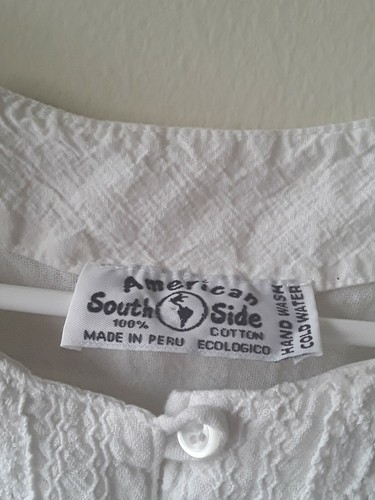 American
South Side
100% COTTON
MADE IN PERU ECOLOGICO
HAND WASH
COLD WATER